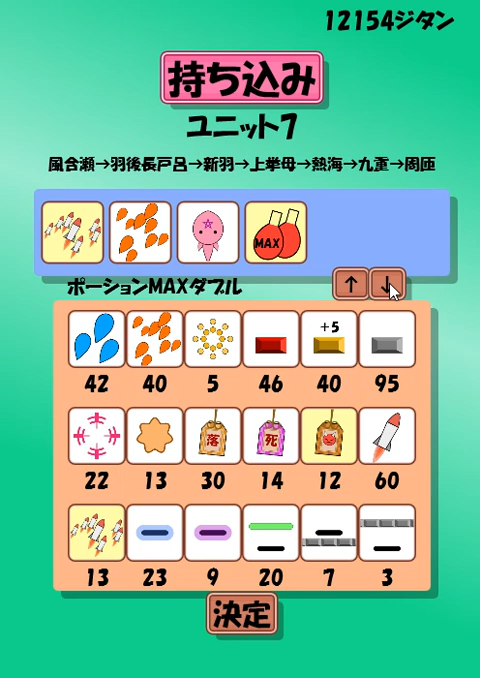 12154ジタン
持ち込み
ユニット7
風合瀬→羽後長戸呂→新羽→上挙母→熱海→九重→周匝
MAX
ポーションMAXダブル
↑ ↓
+5
42 40 5 46 40 95
落 死
22 13 30 14 12 60
13 23 9 20 7 3
決定